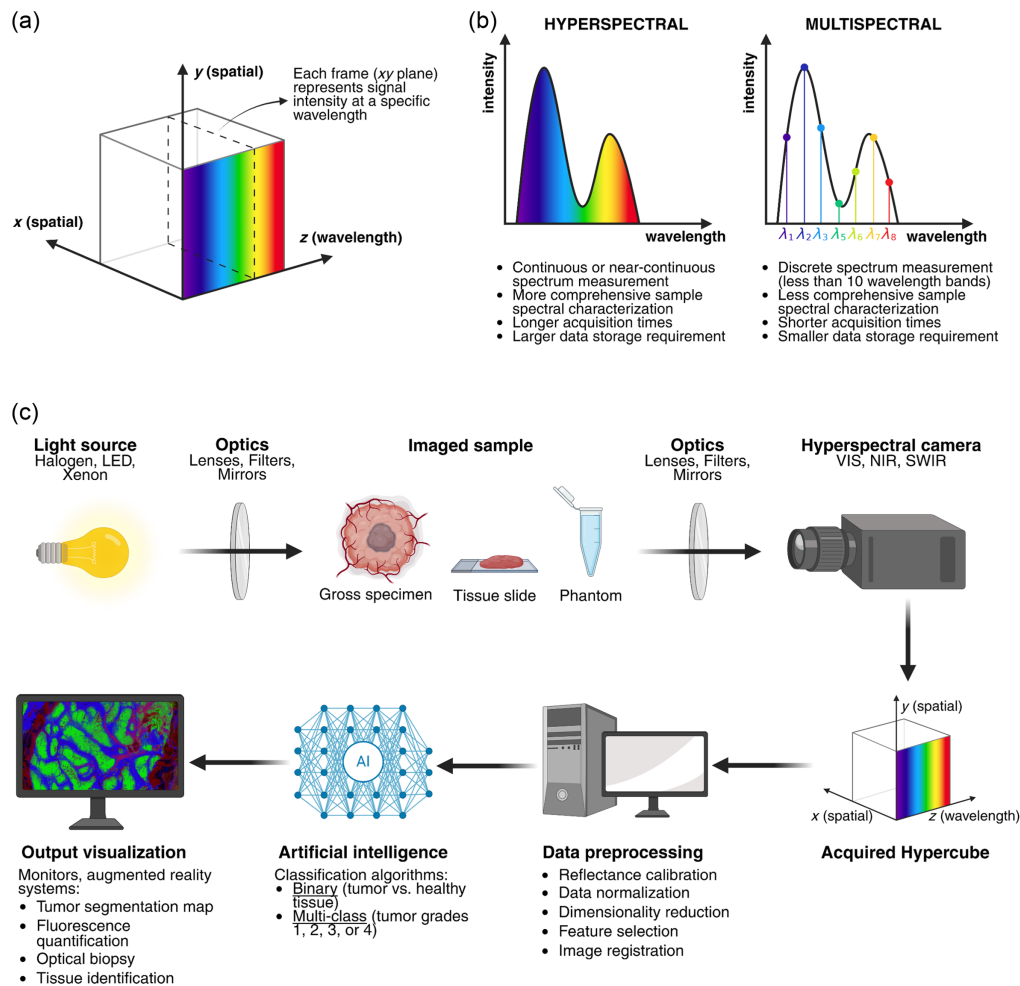 (a)
y (spatial)
Each frame (xy plane)
represents signal
intensity at a specific
wavelength
x (spatial)
z (wavelength)
(b)
HYPERSPECTRAL
intensity
wavelength
• Continuous or near-continuous
spectrum measurement
• More comprehensive sample
spectral characterization
• Longer acquisition times
• Larger data storage requirement
MULTISPECTRAL
intensity
λ1 λ2 λ3 λ5 λ6 λ7 λ8
wavelength
• Discrete spectrum measurement
(less than 10 wavelength bands)
• Less comprehensive sample
spectral characterization
• Shorter acquisition times
• Smaller data storage requirement
(c)
Light source
Halogen, LED,
Xenon
Optics
Lenses, Filters,
Mirrors
Imaged sample
Gross specimen
Tissue slide
Phantom
Optics
Lenses, Filters,
Mirrors
Hyperspectral camera
VIS, NIR, SWIR
y (spatial)
x (spatial)
z (wavelength)
Acquired Hypercube
Data preprocessing
• Reflectance calibration
• Data normalization
• Dimensionality reduction
• Feature selection
• Image registration
AI
Artificial intelligence
Classification algorithms:
• Binary (tumor vs. healthy
tissue)
• Multi-class (tumor grades
1, 2, 3, or 4)
Output visualization
Monitors, augmented reality
systems:
• Tumor segmentation map
• Fluorescence
quantification
• Optical biopsy
• Tissue identification